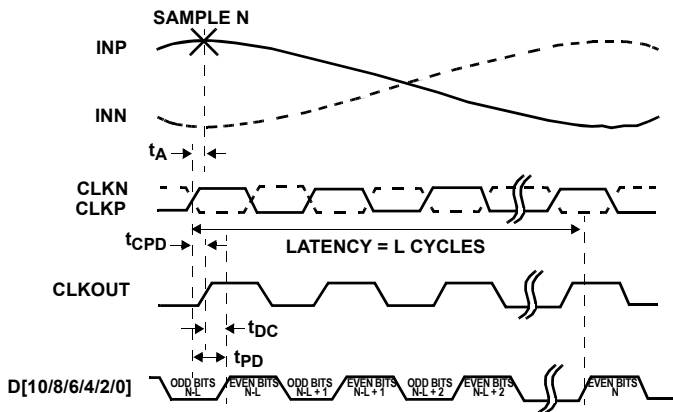 SAMPLE N
INP
INN
tA
CLKN
CLKP
tCPD
LATENCY = L CYCLES
CLKOUT
tDC
tPD
D[10/8/6/4/2/0]
ODD BITS
N-L
EVEN BITS
N-L
ODD BITS
N-L + 1
EVEN BITS
N-L + 1
ODD BITS
N-L + 2
EVEN BITS
N-L + 2
EVEN BITS
N